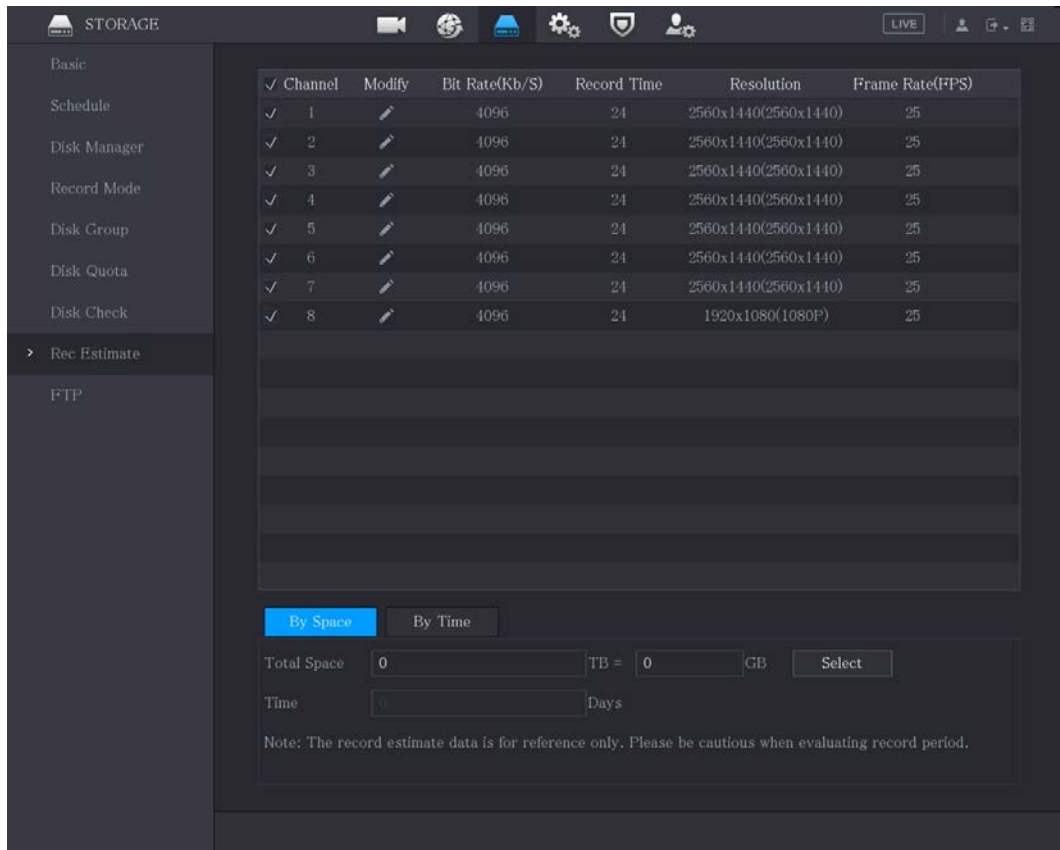 STORAGE LIVE
Basic
Schedule
Disk Manager
Record Mode
Disk Group
Disk Quota
Disk Check
Rec Estimate
FTP
Channel Modify Bit Rate(Kb/S) Record Time Resolution Frame Rate(FPS)
1 4096 24 2560x1440(2560x1440) 25
2 4096 24 2560x1440(2560x1440) 25
3 4096 24 2560x1440(2560x1440) 25
4 4096 24 2560x1440(2560x1440) 25
5 4096 24 2560x1440(2560x1440) 25
6 4096 24 2560x1440(2560x1440) 25
7 4096 24 2560x1440(2560x1440) 25
8 4096 24 1920x1080(1080P) 25
By Space By Time
Total Space 0 TB = 0 GB Select
Time 0 Days
Note: The record estimate data is for reference only. Please be cautious when evaluating record period.